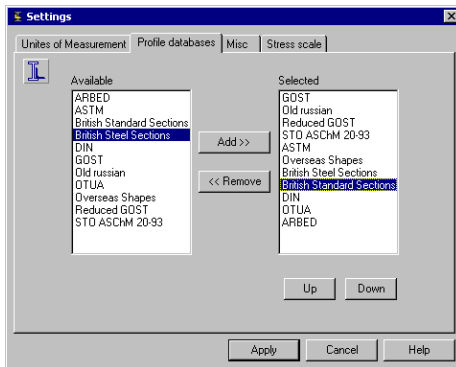 Settings
Unites of Measurement Profile databases Misc Stress scale
Available
ARBED
ASTM
British Standard Sections
British Steel Sections
DIN
GOST
Old russian
OTUA
Overseas Shapes
Reduced GOST
STO ASChM 20-93
Add >>
<< Remove
Selected
GOST
Old russian
Reduced GOST
STO ASChM 20-93
ASTM
Overseas Shapes
British Steel Sections
British Standard Sections
DIN
OTUA
ARBED
Up Down
Apply Cancel Help